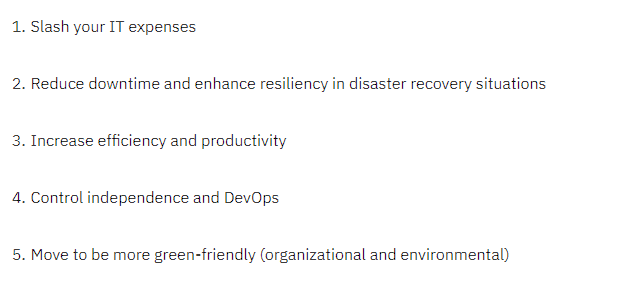 1. Slash your IT expenses
2. Reduce downtime and enhance resiliency in disaster recovery situations
3. Increase efficiency and productivity
4. Control independence and DevOps
5. Move to be more green-friendly (organizational and environmental)